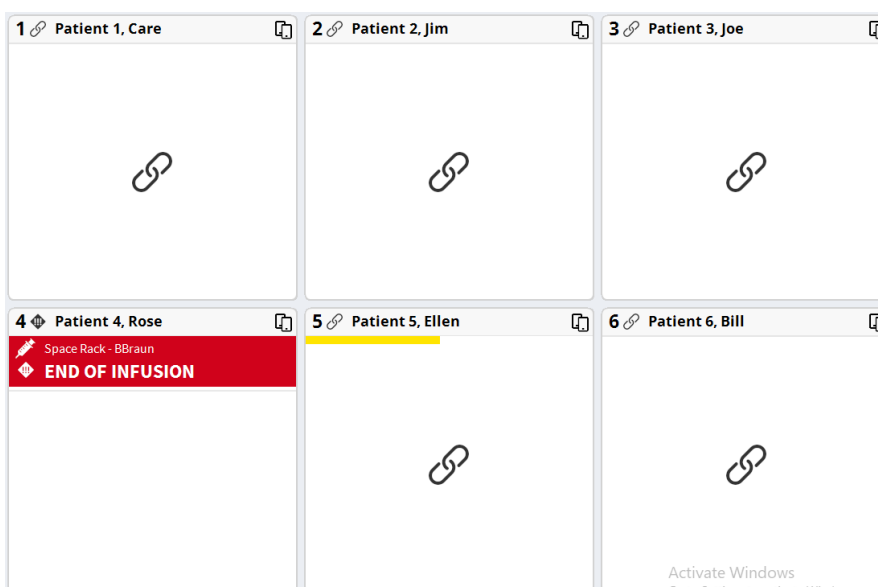 1 Patient 1, Care
2 Patient 2, Jim
3 Patient 3, Joe
4 Patient 4, Rose
Space Rack - BBraun
END OF INFUSION
5 Patient 5, Ellen
6 Patient 6, Bill
Activate Windows